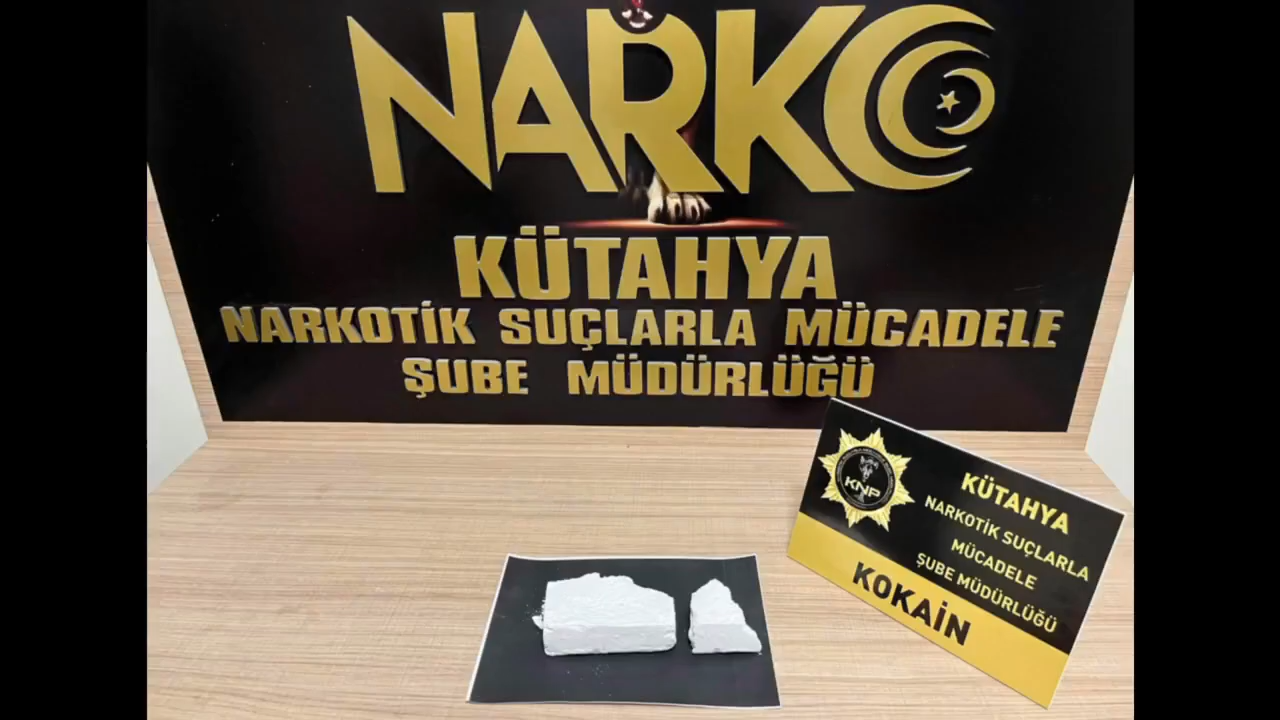 NARKO
KÜTAHYA
NARKOTİK SUÇLARLA MÜCADELE
ŞUBE MÜDÜRLÜĞÜ
KNP
KÜTAHYA
NARKOTİK SUÇLARLA
MÜCADELE
ŞUBE MÜDÜRLÜĞÜ
KOKAİN